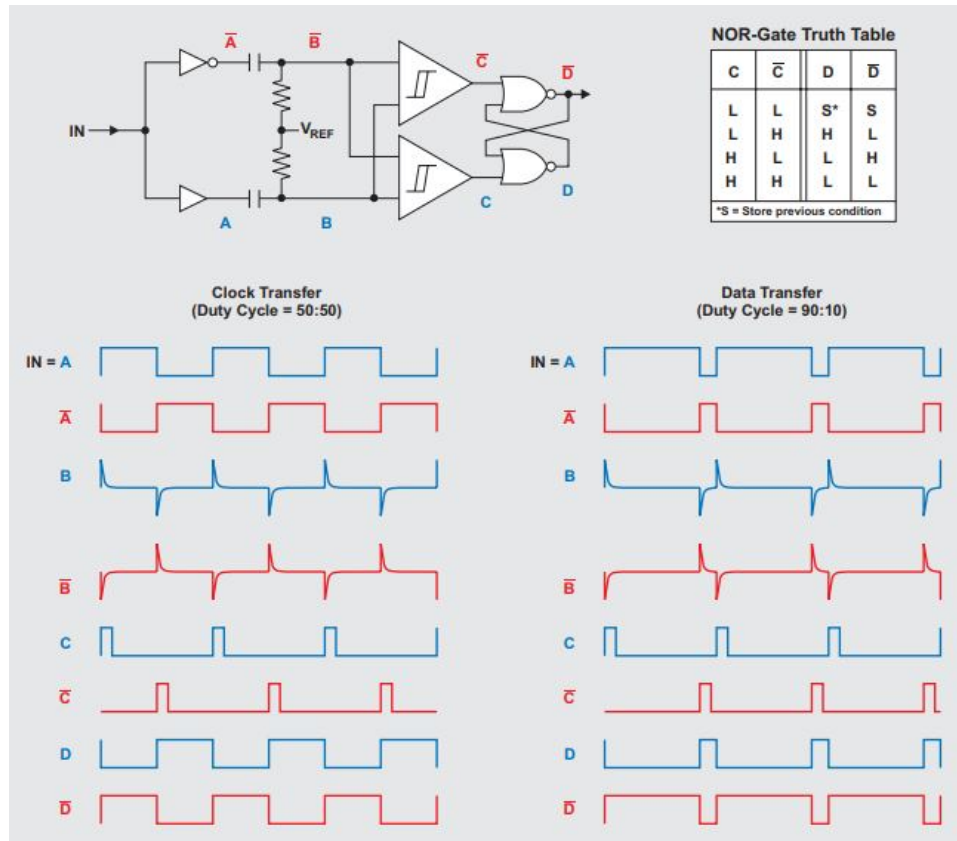 A̅
B̅
C̅
D̅
IN
V_REF
A
B
C
D
NOR-Gate Truth Table
C C̅ D D̅
L L S* S
L H H L
H L L H
H H L L
*S = Store previous condition
Clock Transfer
(Duty Cycle = 50:50)
IN = A
A̅
B
B̅
C
C̅
D
D̅
Data Transfer
(Duty Cycle = 90:10)
IN = A
A̅
B
B̅
C
C̅
D
D̅